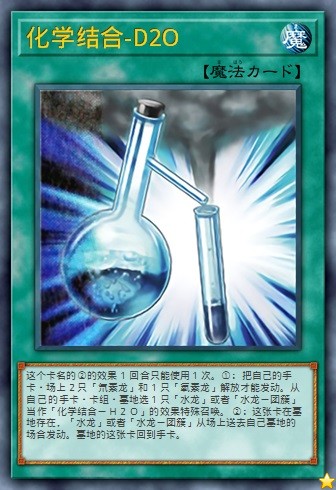 化学结合-D2O
魔
【魔法カード】
这个卡名的②的效果1回合只能使用1次。①：把自己的手
卡·场上2只「氘素龙」和1只「氧素龙」解放才能发动。从
自己的手卡·卡组·墓地选1只「水龙」或者「水龙－团簇」
当作「化学结合－H2O」的效果特殊召唤。②：这张卡在墓
地存在，「水龙」或者「水龙－团簇」从场上送去自己墓地的
场合发动。墓地的这张卡回到手卡。